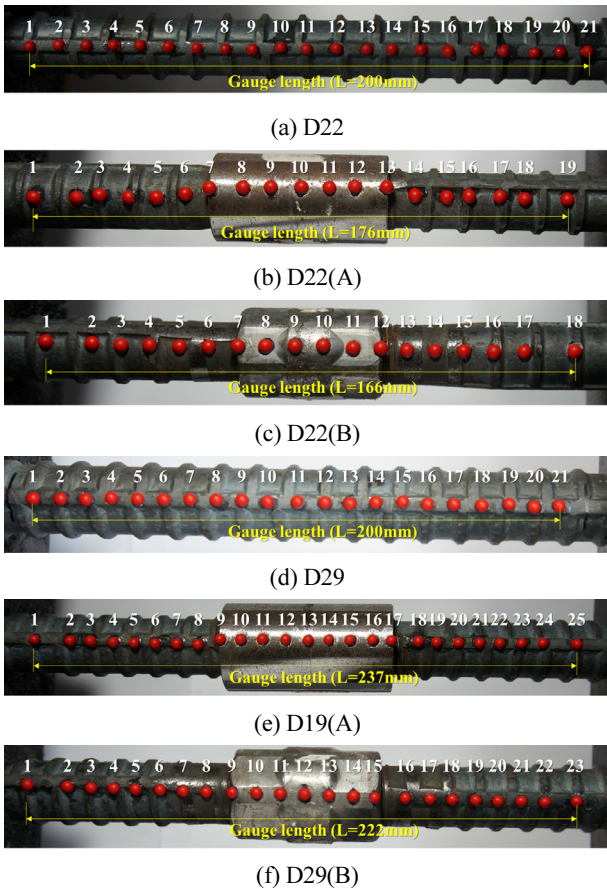 1 2 3 4 5 6 7 8 9 10 11 12 13 14 15 16 17 18 19 20 21
Gauge length (L=200mm)
(a) D22
1 2 3 4 5 6 7 8 9 10 11 12 13 14 15 16 17 18 19
Gauge length (L=176mm)
(b) D22(A)
1 2 3 4 5 6 7 8 9 10 11 12 13 14 15 16 17 18
Gauge length (L=166mm)
(c) D22(B)
1 2 3 4 5 6 7 8 9 10 11 12 13 14 15 16 17 18 19 20 21
Gauge length (L=200mm)
(d) D29
1 2 3 4 5 6 7 8 9 10 11 12 13 14 15 16 17 18 19 20 21 22 23 24 25
Gauge length (L=237mm)
(e) D19(A)
1 2 3 4 5 6 7 8 9 10 11 12 13 14 15 16 17 18 19 20 21 22 23
Gauge length (L=222mm)
(f) D29(B)